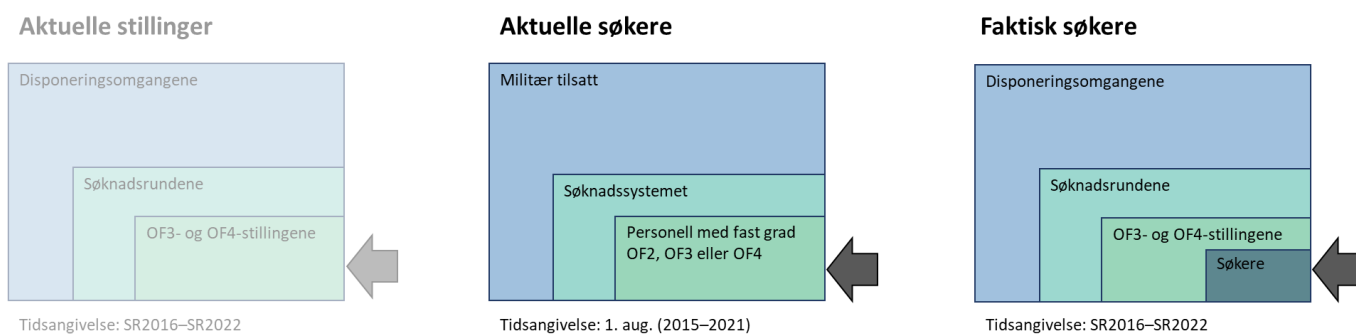 Aktuelle stillinger
Disponeringsomgangene
Søknadsrundene
OF3- og OF4-stillingene
Tidsangivelse: SR2016–SR2022
Aktuelle søkere
Militær tilsatt
Søknadssystemet
Personell med fast grad
OF2, OF3 eller OF4
Tidsangivelse: 1. aug. (2015–2021)
Faktisk søkere
Disponeringsomgangene
Søknadsrundene
OF3- og OF4-stillingene
Søkere
Tidsangivelse: SR2016–SR2022